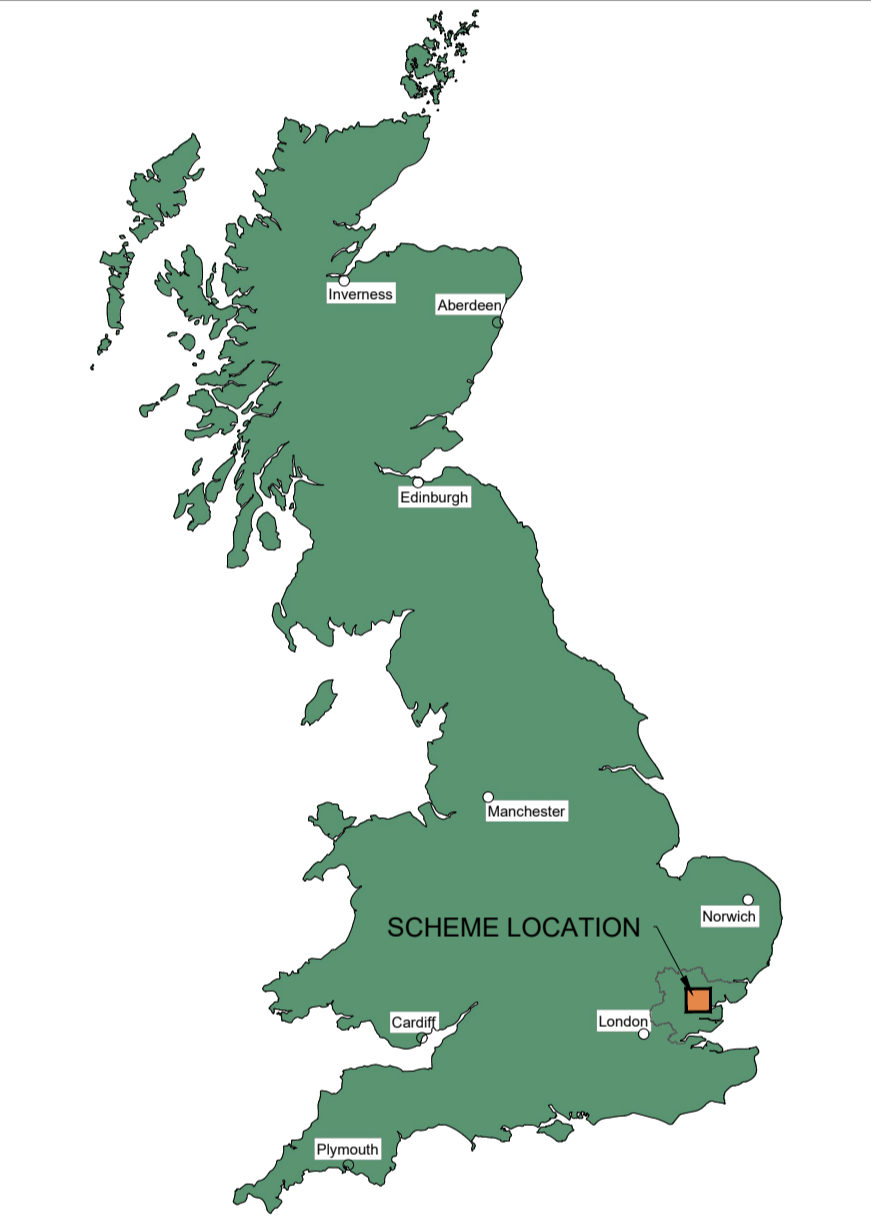 Inverness
Aberdeen
Edinburgh
Manchester
Norwich
SCHEME LOCATION
Cardiff
London
Plymouth